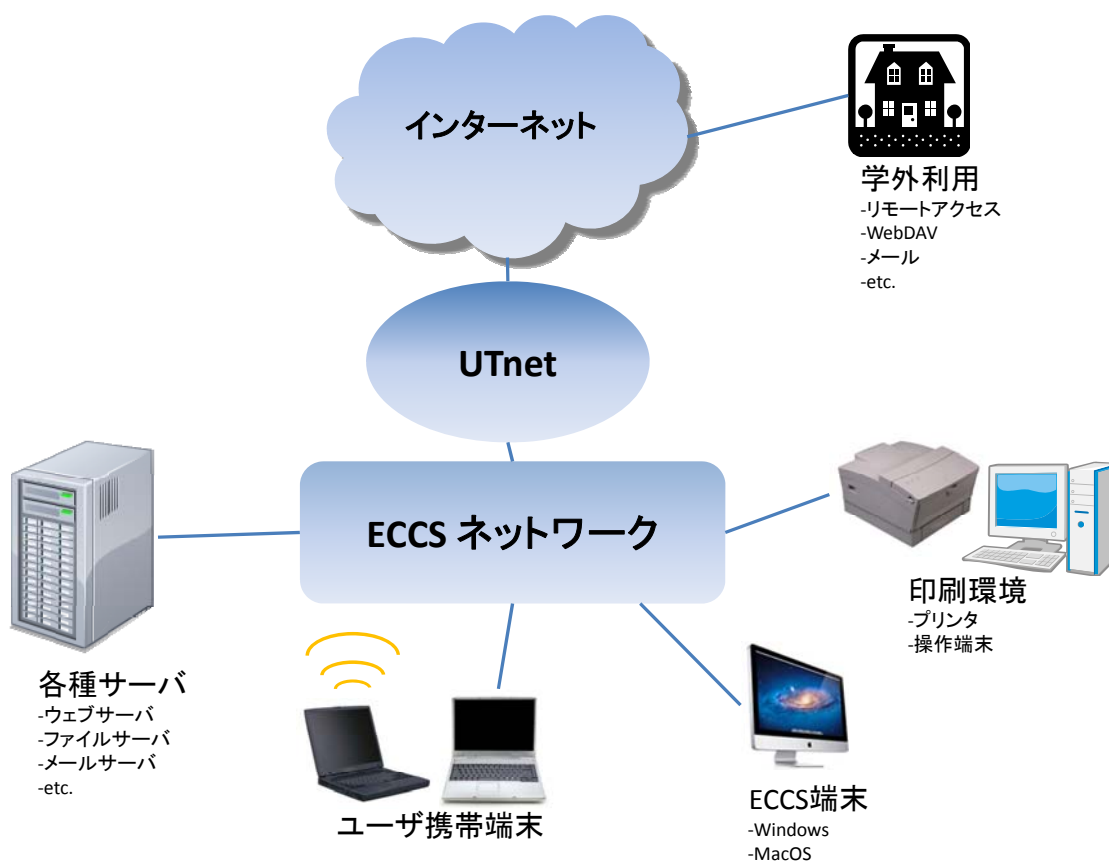 インターネット
学外利用
-リモートアクセス
-WebDAV
-メール
-etc.
UTnet
ECCS ネットワーク
印刷環境
-プリンタ
-操作端末
各種サーバ
-ウェブサーバ
-ファイルサーバ
-メールサーバ
-etc.
ユーザ携帯端末
ECCS端末
-Windows
-MacOS